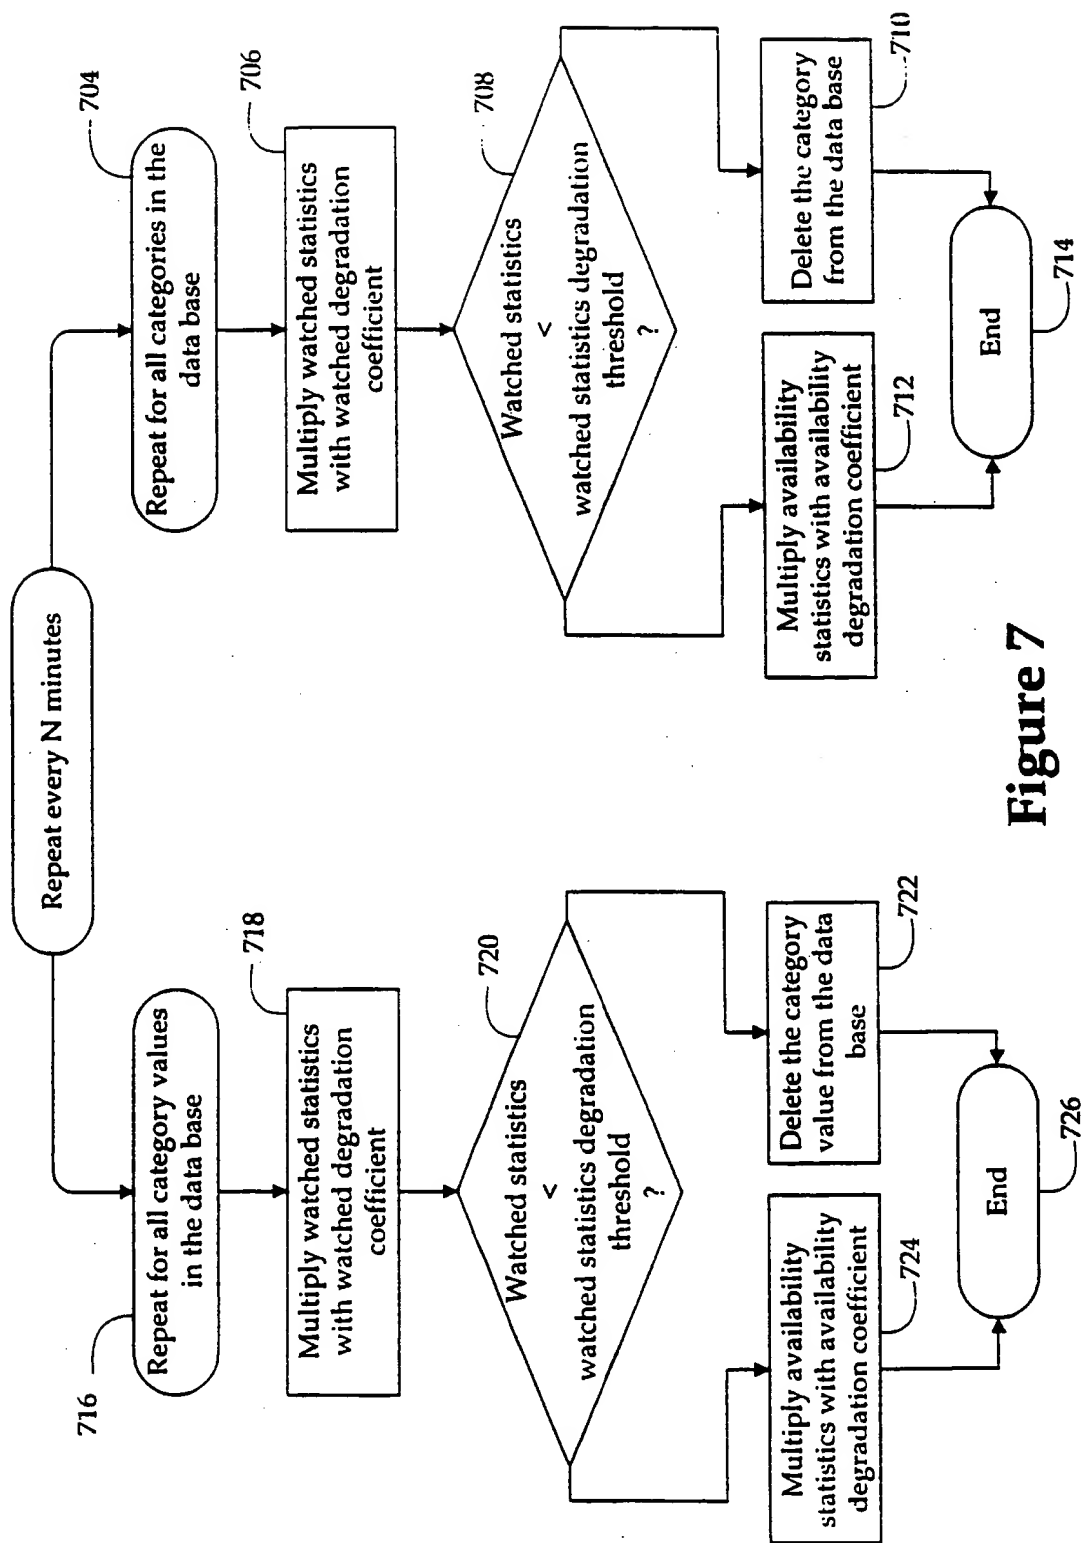 Repeat every N minutes
716
Repeat for all category values
in the data base
718
Multiply watched statistics
with watched degradation
coefficient
720
Watched statistics
<
watched statistics degradation
threshold
?
Multiply availability
statistics with availability
degradation coefficient
724
Delete the category
value from the data
base
722
End
726
704
Repeat for all categories in the
data base
706
Multiply watched statistics
with watched degradation
coefficient
708
Watched statistics
<
watched statistics degradation
threshold
?
Multiply availability
statistics with availability
degradation coefficient
712
Delete the category
from the data base
710
End
714
Figure 7